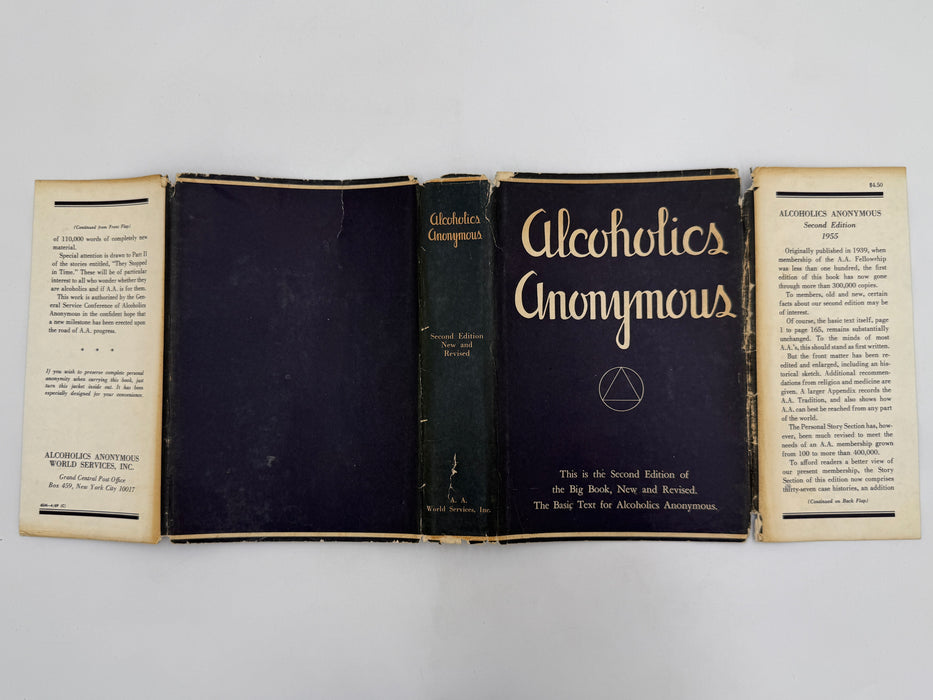 (Continued from Front Flap)
of 110,000 words of completely new
material.
Special attention is drawn to Part II
of the stories entitled, "They Stopped
in Time." These will be of particular
interest to all who wonder whether they
are alcoholics and if A.A. is for them.
This work is authorized by the Gen-
eral Service Conference of Alcoholics
Anonymous in the confident hope that
a new milestone has been erected upon
the road of A.A. progress.
* * *
If you wish to preserve complete personal
anonymity when carrying this book, just
turn this jacket inside out. It has been
especially designed for your convenience.
ALCOHOLICS ANONYMOUS
WORLD SERVICES, INC.
Grand Central Post Office
Box 459, New York City 10017
Alcoholics
Anonymous
Second Edition
New and
Revised
A. A.
World Services, Inc.
Alcoholics
Anonymous
This is the Second Edition of
the Big Book, New and Revised.
The Basic Text for Alcoholics Anonymous.
$4.50
ALCOHOLICS ANONYMOUS
Second Edition
1955
Originally published in 1939, when
membership of the A.A. Fellowship
was less than one hundred, the first
edition of this book has now gone
through more than 300,000 copies.
To members, old and new, certain
facts about our second edition may be
of interest.
Of course, the basic text itself, page
1 to page 165, remains substantially
unchanged. To the minds of most
A.A.'s, this should stand as first written.
But the front matter has been re-
edited and enlarged, including an his-
torical sketch. Additional recommen-
dations from religion and medicine are
given. A larger Appendix records the
A.A. Tradition, and also shows how
A.A. can best be reached from any part
of the world.
The Personal Story Section has, how-
ever, been much revised to meet the
needs of an A.A. membership grown
from 100 to more than 400,000.
To afford readers a better view of
our present membership, the Story
Section of this edition now comprises
thirty-seven case histories, an addition
(Continued on Back Flap)